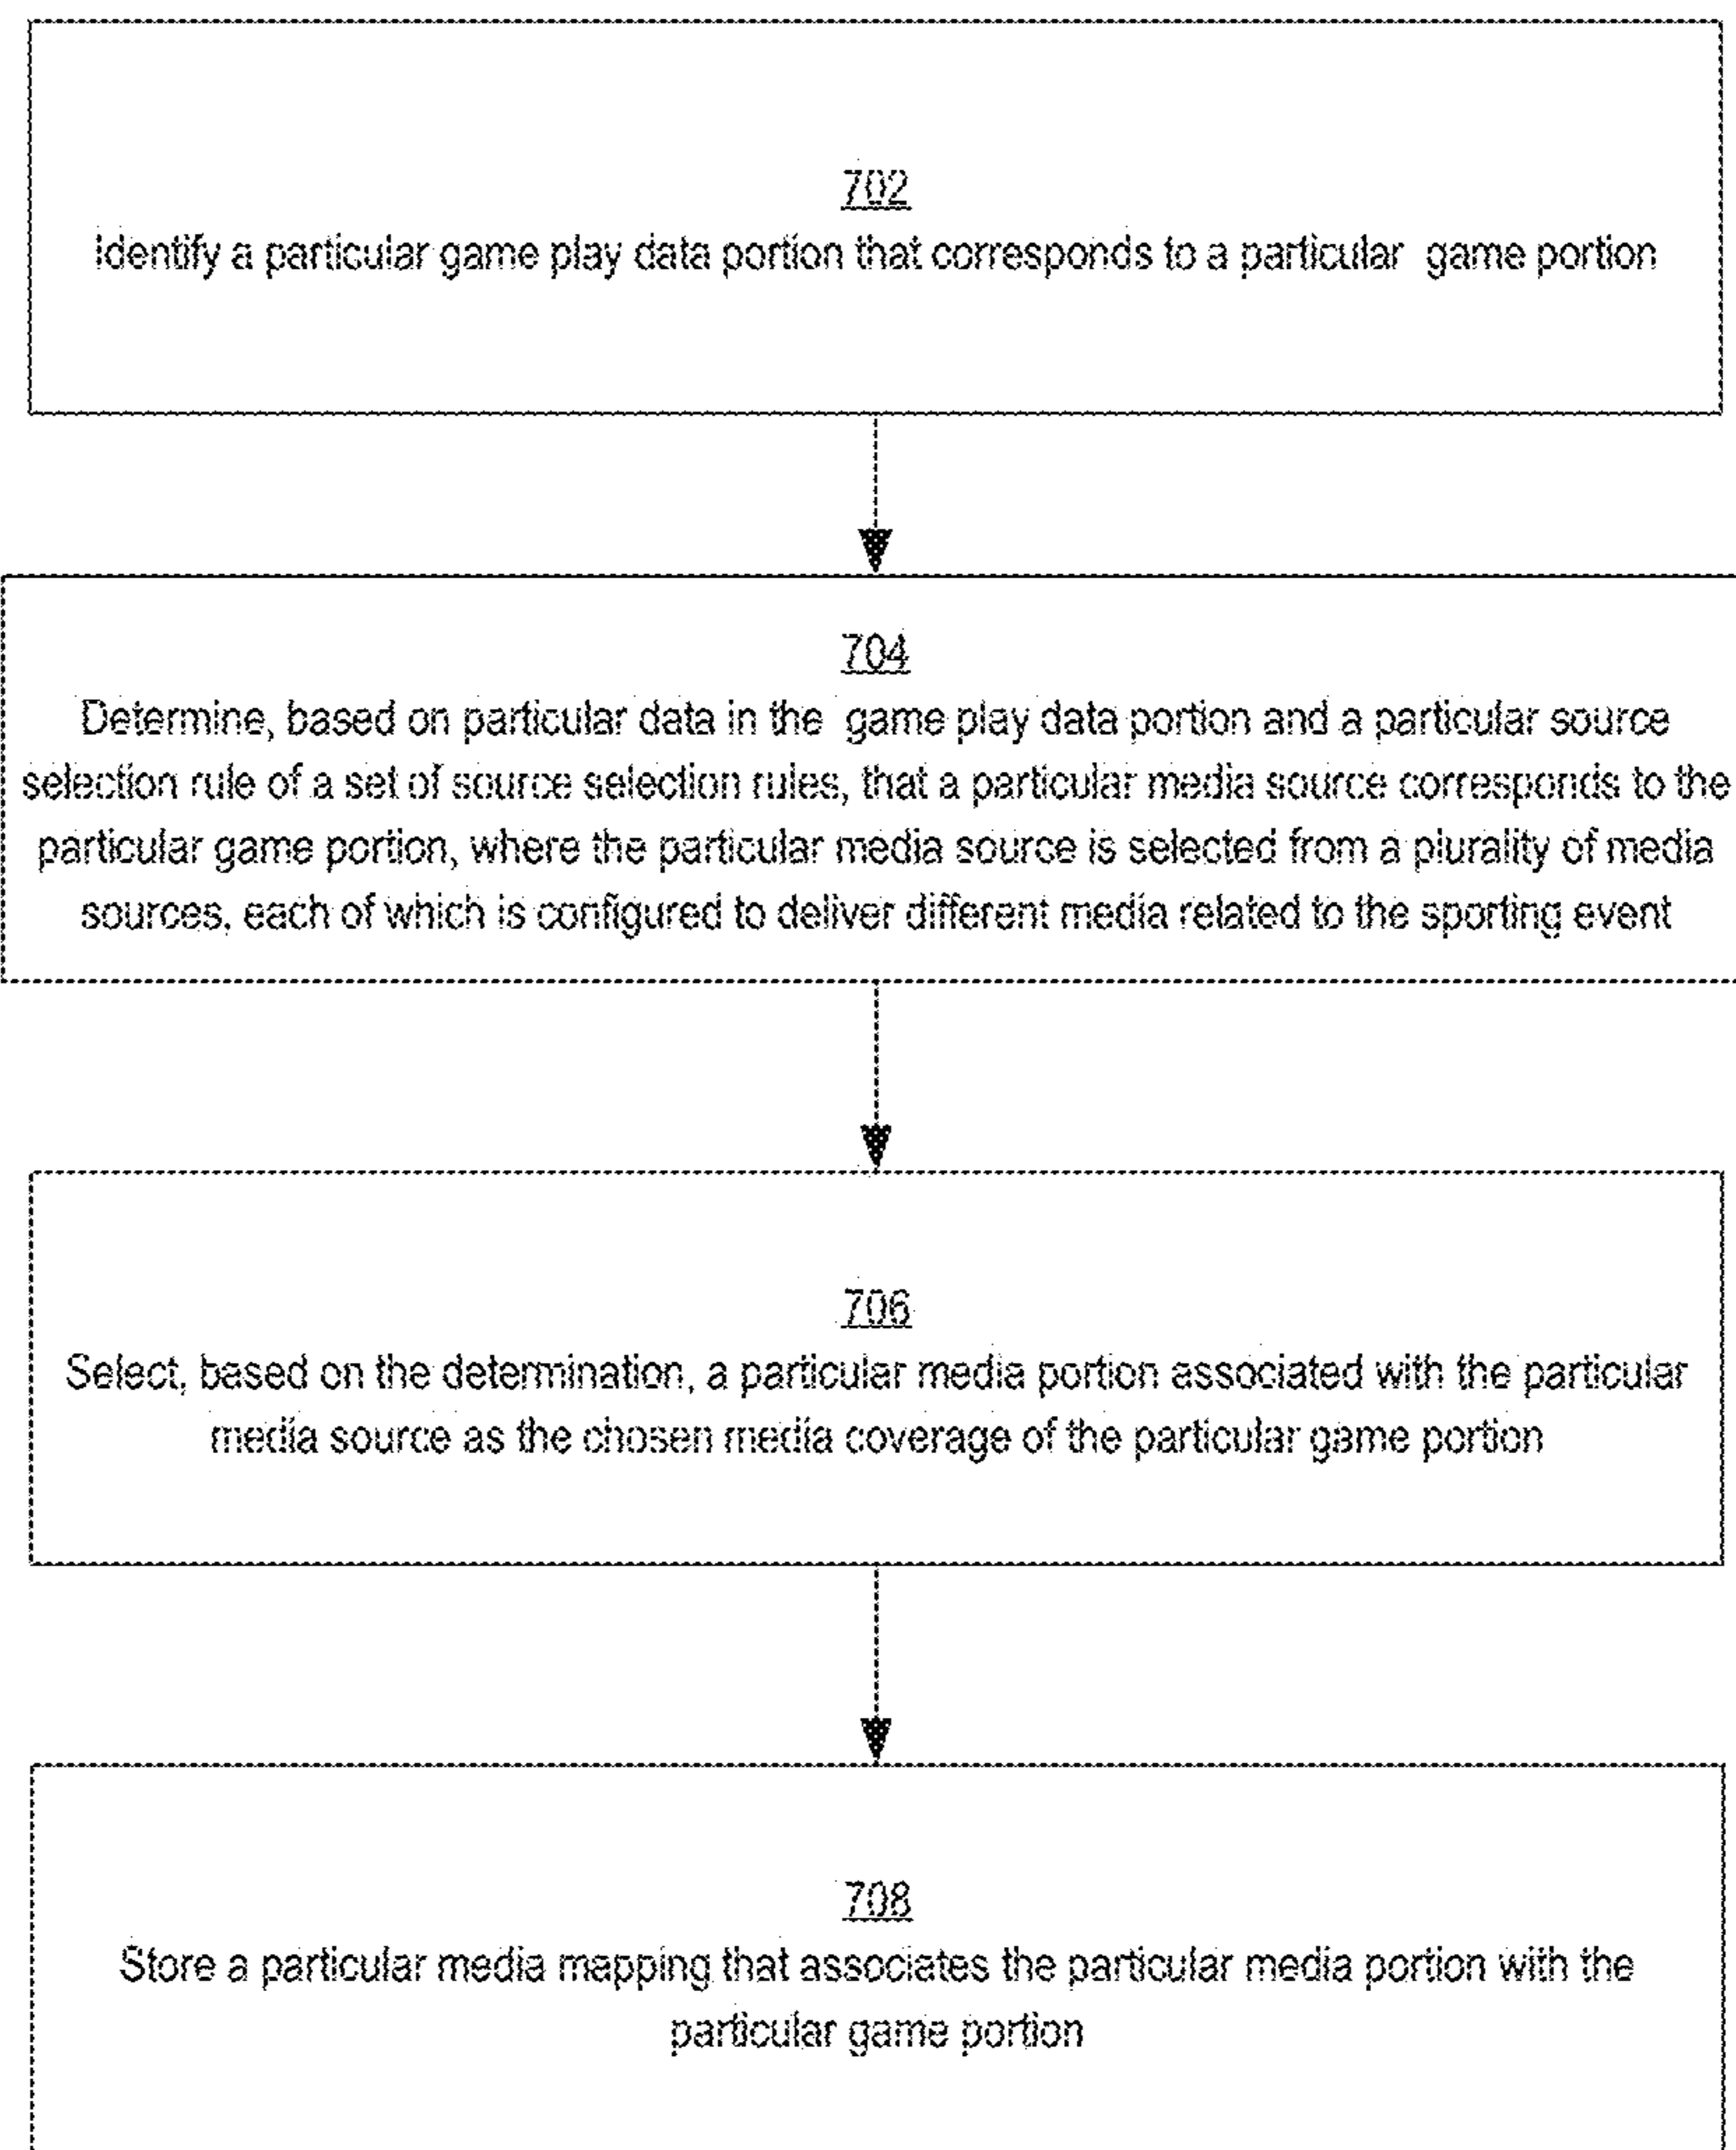 702
Identify a particular game play data portion that corresponds to a particular game portion
704
Determine, based on particular data in the game play data portion and a particular source
selection rule of a set of source selection rules, that a particular media source corresponds to the
particular game portion, where the particular media source is selected from a plurality of media
sources, each of which is configured to deliver different media related to the sporting event
706
Select, based on the determination, a particular media portion associated with the particular
media source as the chosen media coverage of the particular game portion
708
Store a particular media mapping that associates the particular media portion with the
particular game portion